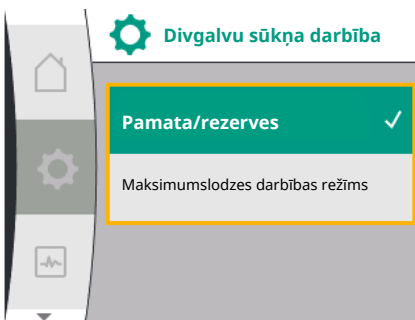 Divgalvu sūkņa darbība
Pamata/rezerves
Maksimumslodzes darbības režīms